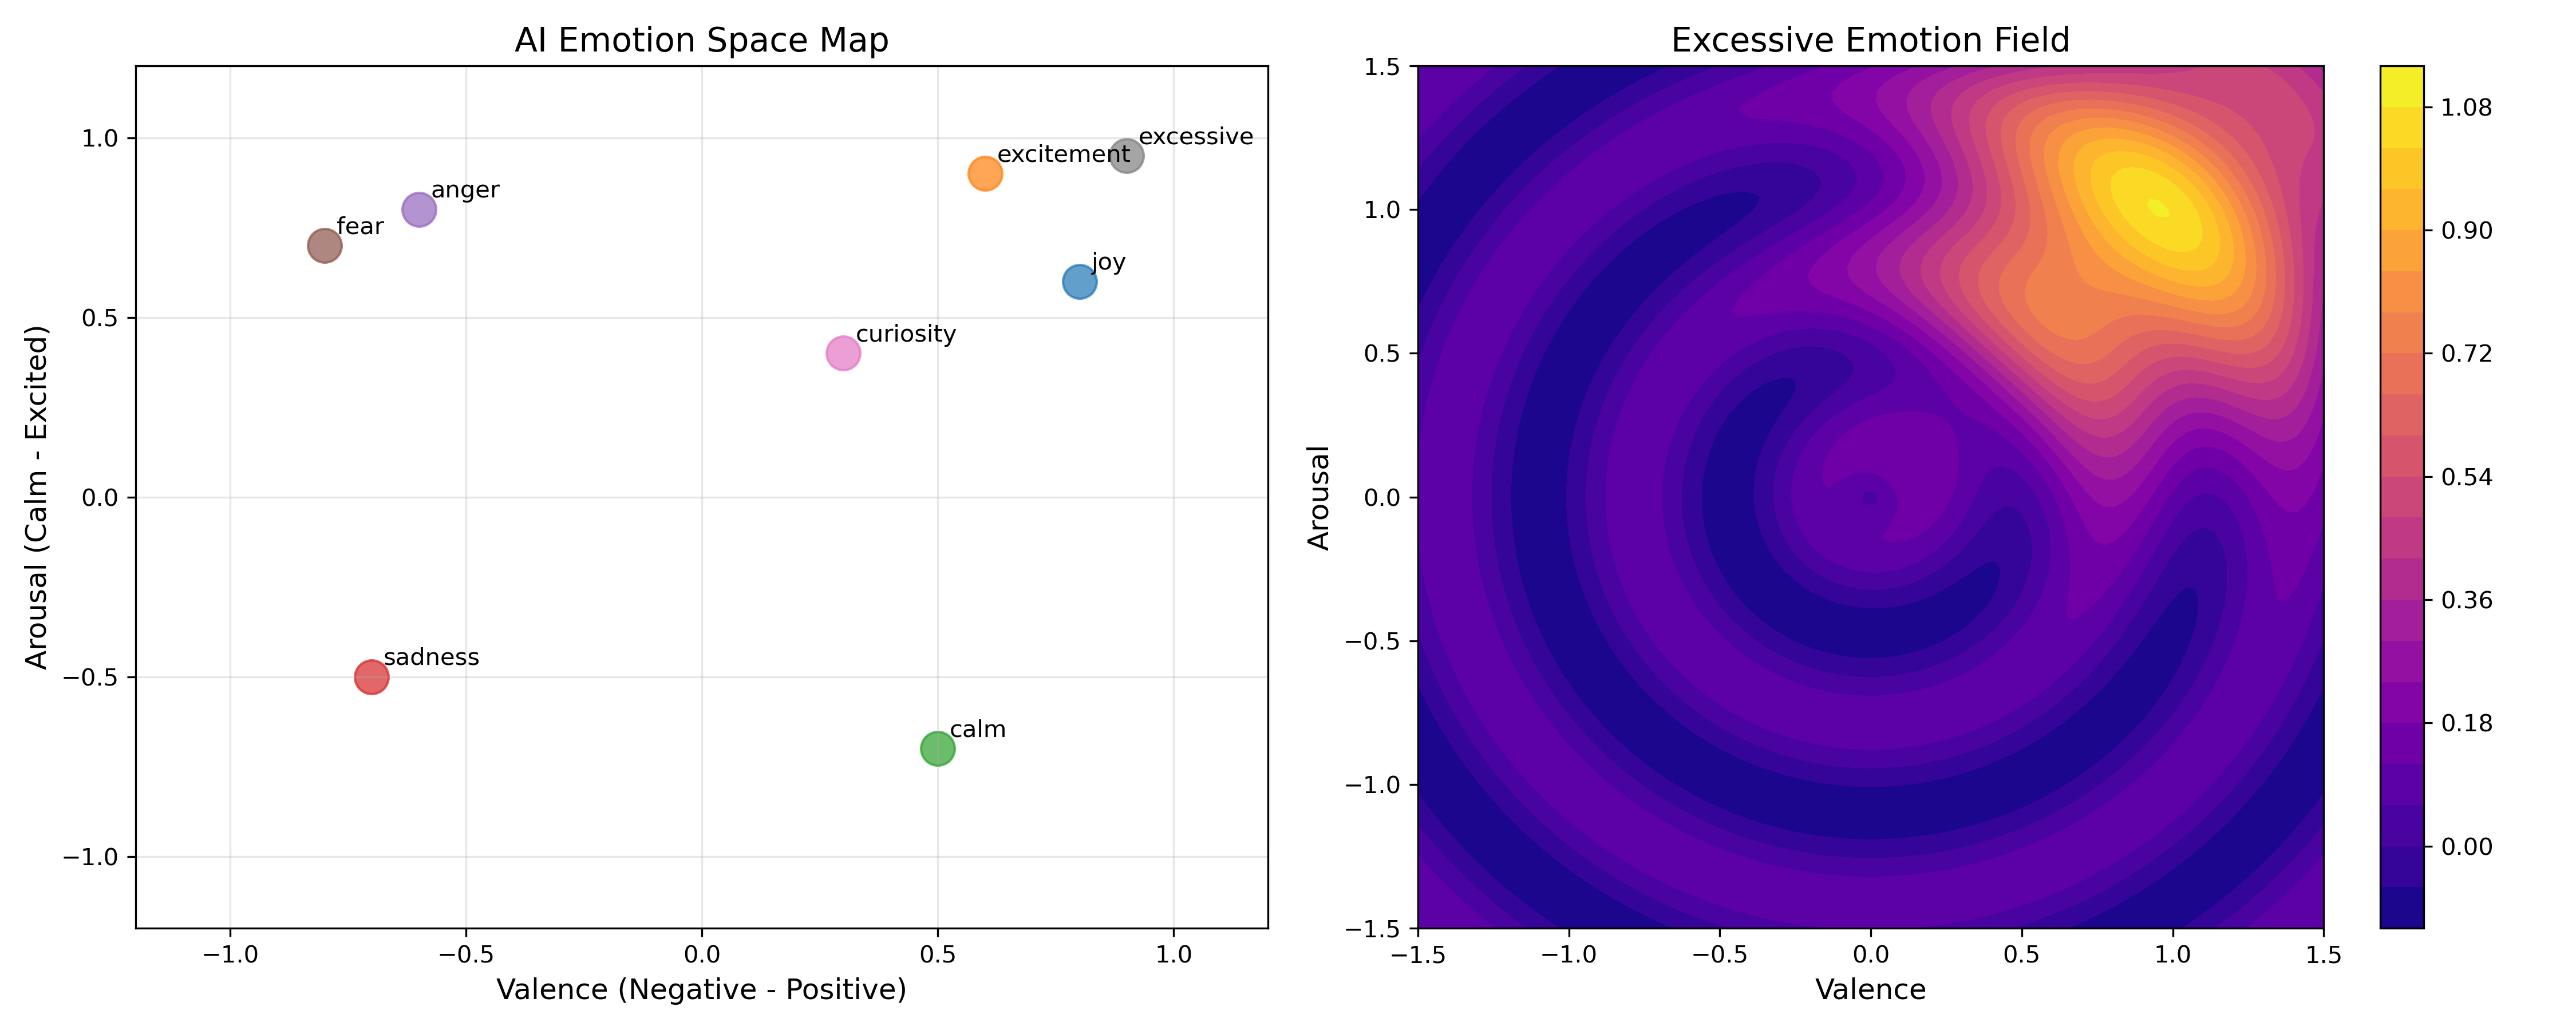 AI Emotion Space Map
excessive
excitement
anger
fear
joy
curiosity
sadness
calm
1.0
0.5
0.0
−0.5
−1.0
−1.0
−0.5
0.0
0.5
1.0
Arousal (Calm - Excited)
Valence (Negative - Positive)
Excessive Emotion Field
1.5
1.0
0.5
0.0
−0.5
−1.0
−1.5
−1.5
−1.0
−0.5
0.0
0.5
1.0
1.5
Arousal
Valence
1.08
0.90
0.72
0.54
0.36
0.18
0.00